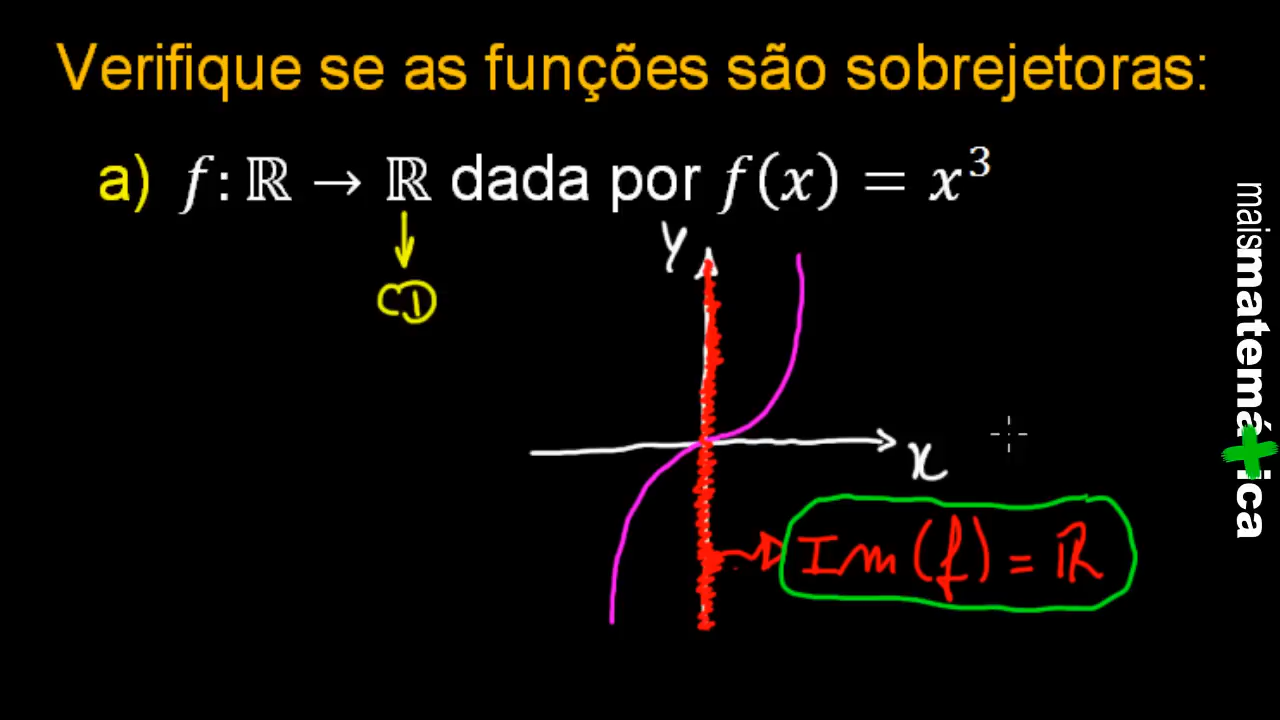 Verifique se as funções são sobrejetoras:
a) f: ℝ → ℝ dada por f(x) = x³
CD
y
x
Im(f) = ℝ
maismatemática